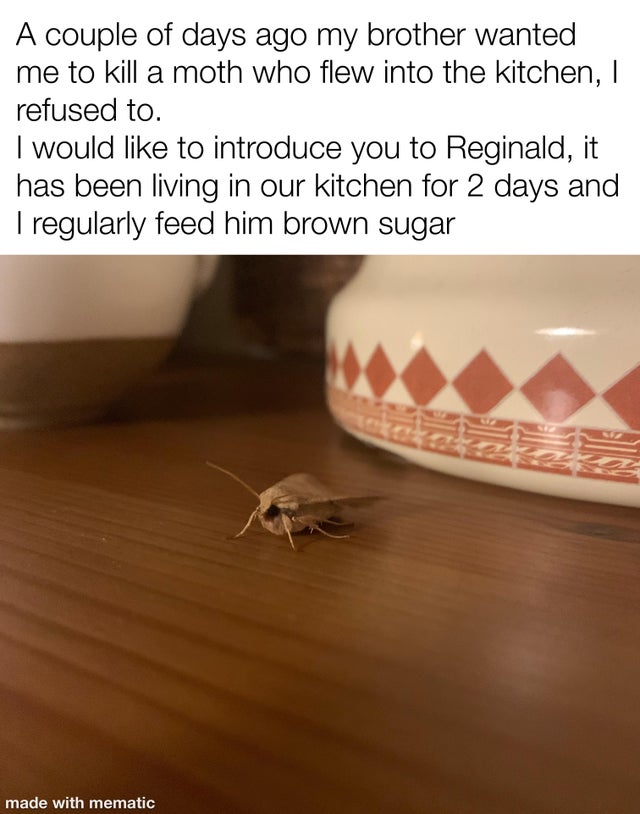 A couple of days ago my brother wanted
me to kill a moth who flew into the kitchen, I
refused to.
I would like to introduce you to Reginald, it
has been living in our kitchen for 2 days and
I regularly feed him brown sugar
made with mematic